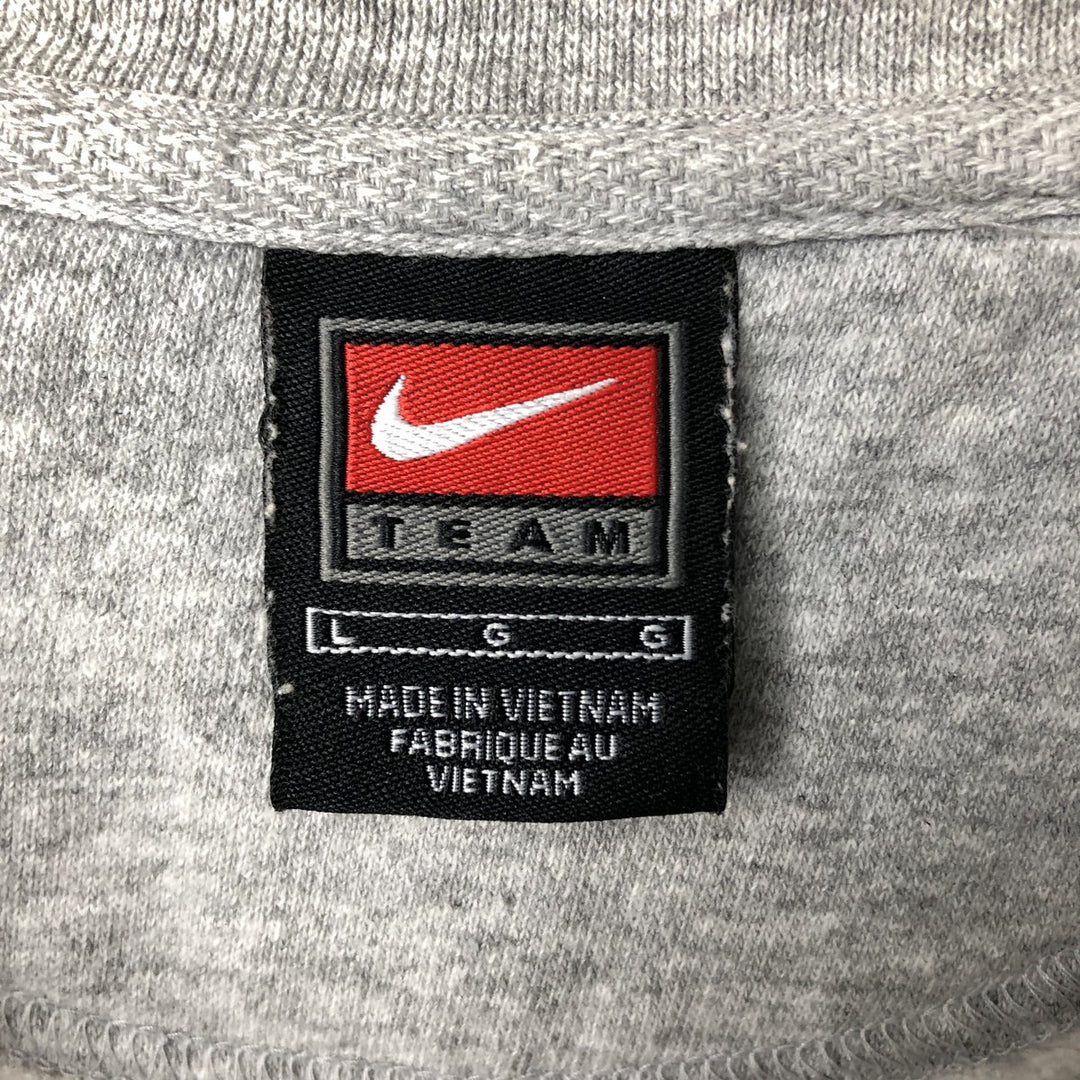 TEAM
L G G
MADE IN VIETNAM
FABRIQUE AU
VIETNAM